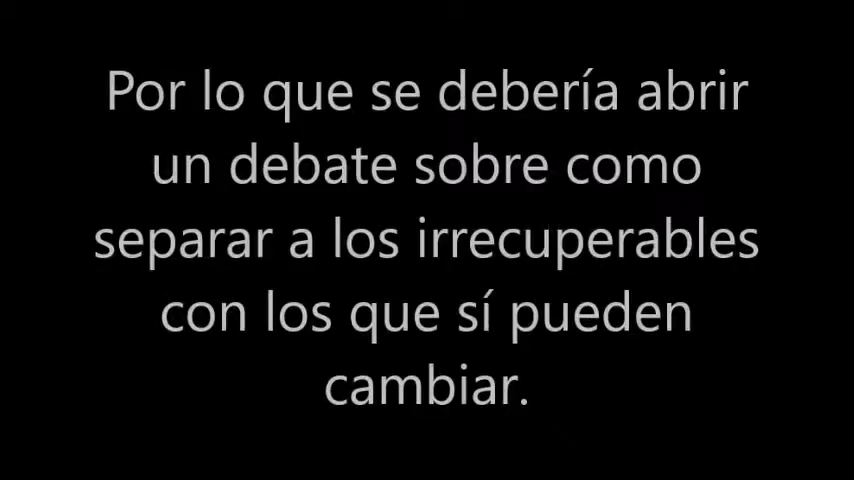 Por lo que se debería abrir
un debate sobre como
separar a los irrecuperables
con los que sí pueden
cambiar.